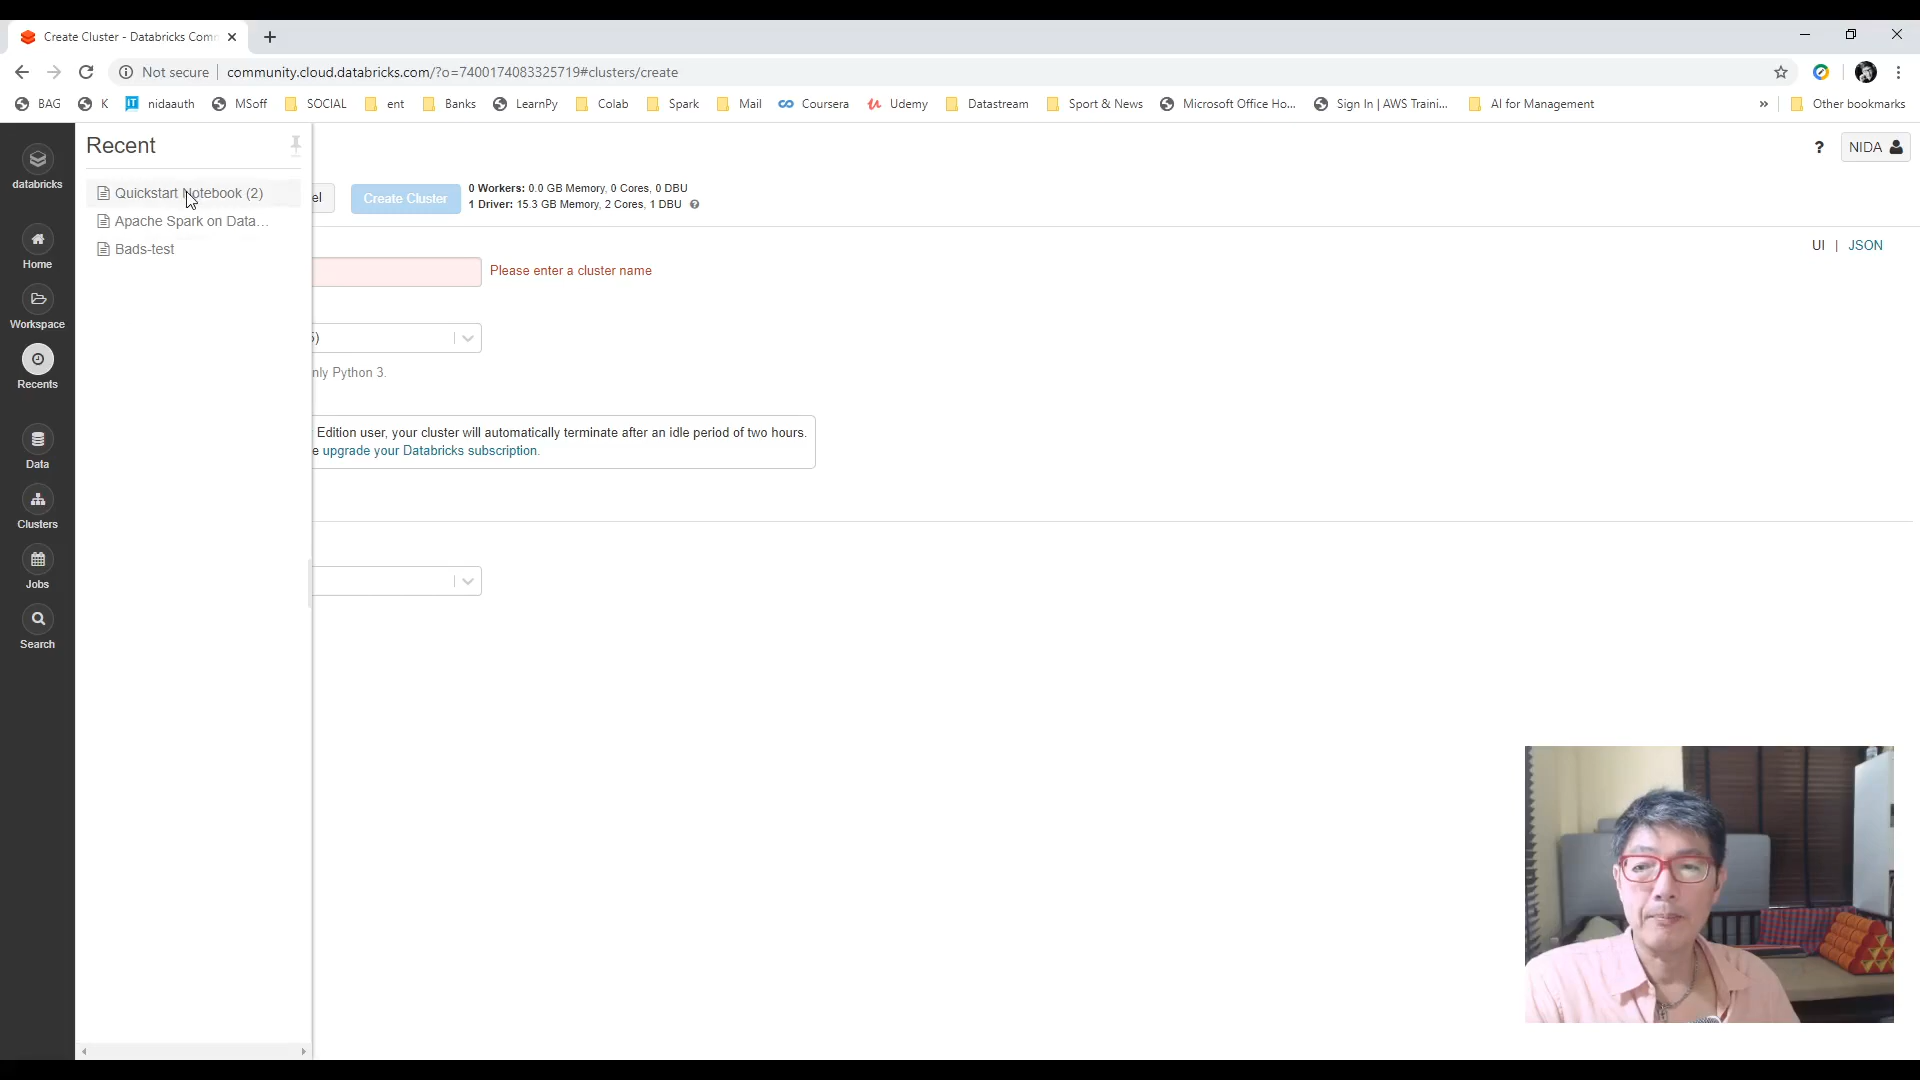 Create Cluster - Databricks Com
Not secure
community.cloud.databricks.com/?o=7400174083325719#clusters/create
BAG
K
nidaauth
MSoff
SOCIAL
ent
Banks
LearnPy
Colab
Spark
Mail
Coursera
Udemy
Datastream
Sport & News
Microsoft Office Ho...
Sign In | AWS Traini...
AI for Management
»
Other bookmarks
databricks
Home
Workspace
Recents
Data
Clusters
Jobs
Search
Recent
Quickstart Notebook (2)
Apache Spark on Data...
Bads-test
?
NIDA
el
Create Cluster
0 Workers: 0.0 GB Memory, 0 Cores, 0 DBU
1 Driver: 15.3 GB Memory, 2 Cores, 1 DBU ?
UI | JSON
Please enter a cluster name
5)
nly Python 3.
Edition user, your cluster will automatically terminate after an idle period of two hours.
e upgrade your Databricks subscription.